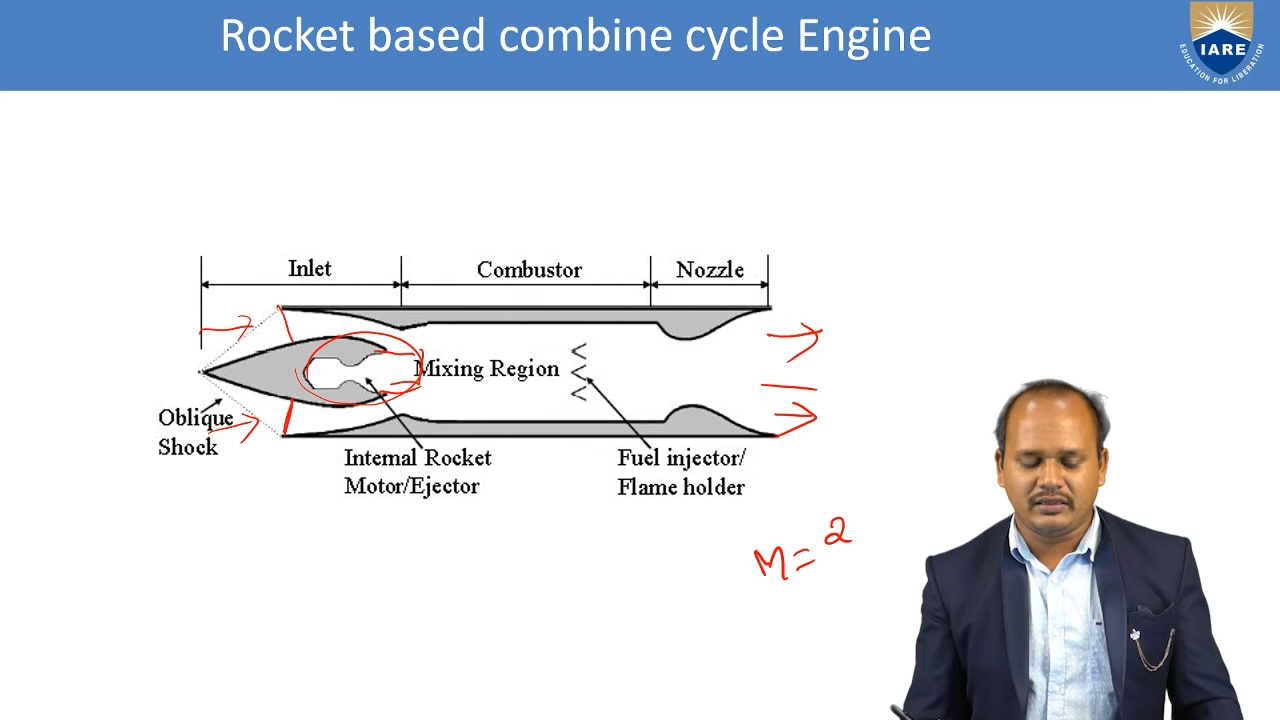 Rocket based combine cycle Engine
IARE
EDUCATION FOR LIBERATION
Inlet
Combustor
Nozzle
Mixing Region
Oblique
Shock
Internal Rocket
Motor/Ejector
Fuel injector/
Flame holder
M=2